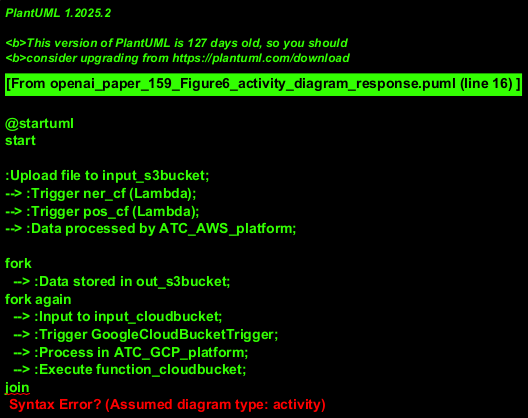 PlantUML 1.2025.2
<b>This version of PlantUML is 127 days old, so you should
<b>consider upgrading from https://plantuml.com/download
[From openai_paper_159_Figure6_activity_diagram_response.puml (line 16) ]
@startuml
start
:Upload file to input_s3bucket;
--> :Trigger ner_cf (Lambda);
--> :Trigger pos_cf (Lambda);
--> :Data processed by ATC_AWS_platform;
fork
--> :Data stored in out_s3bucket;
fork again
--> :Input to input_cloudbucket;
--> :Trigger GoogleCloudBucketTrigger;
--> :Process in ATC_GCP_platform;
--> :Execute function_cloudbucket;
join
Syntax Error? (Assumed diagram type: activity)